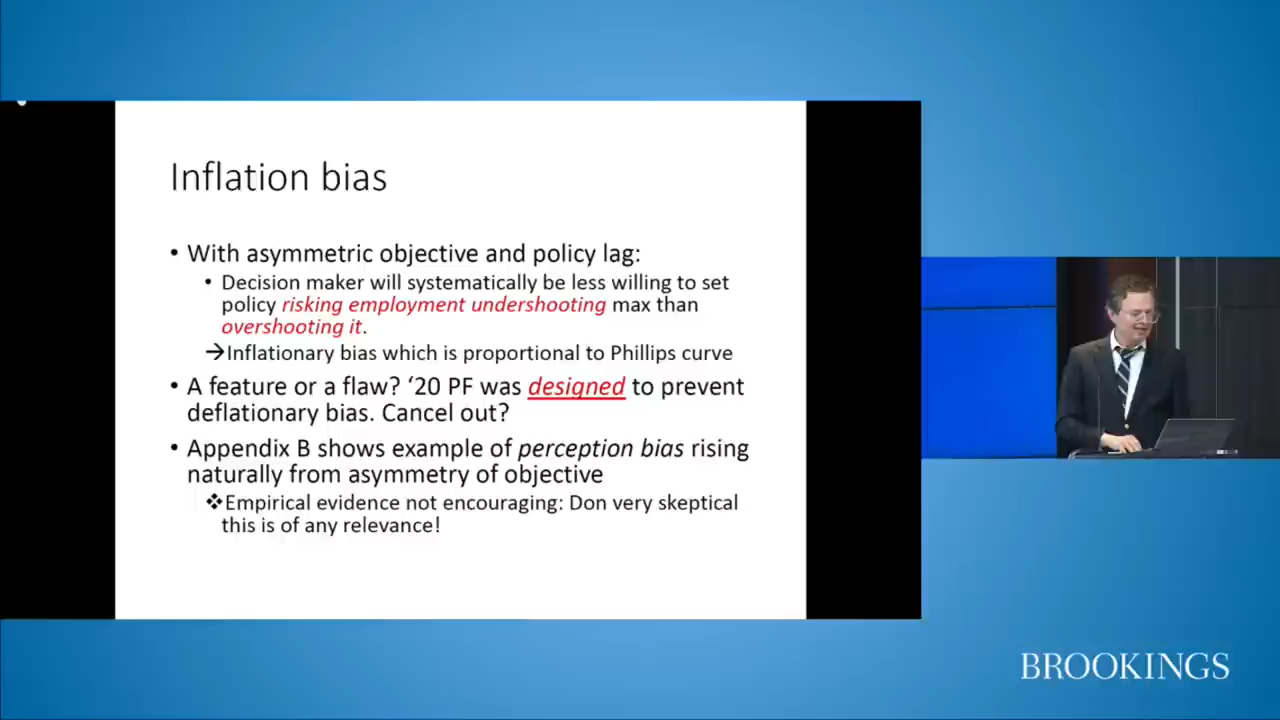 Inflation bias
• With asymmetric objective and policy lag:
• Decision maker will systematically be less willing to set
policy risking employment undershooting max than
overshooting it.
→Inflationary bias which is proportional to Phillips curve
• A feature or a flaw? ‘20 PF was designed to prevent
deflationary bias. Cancel out?
• Appendix B shows example of perception bias rising
naturally from asymmetry of objective
❖Empirical evidence not encouraging: Don very skeptical
this is of any relevance!
BROOKINGS